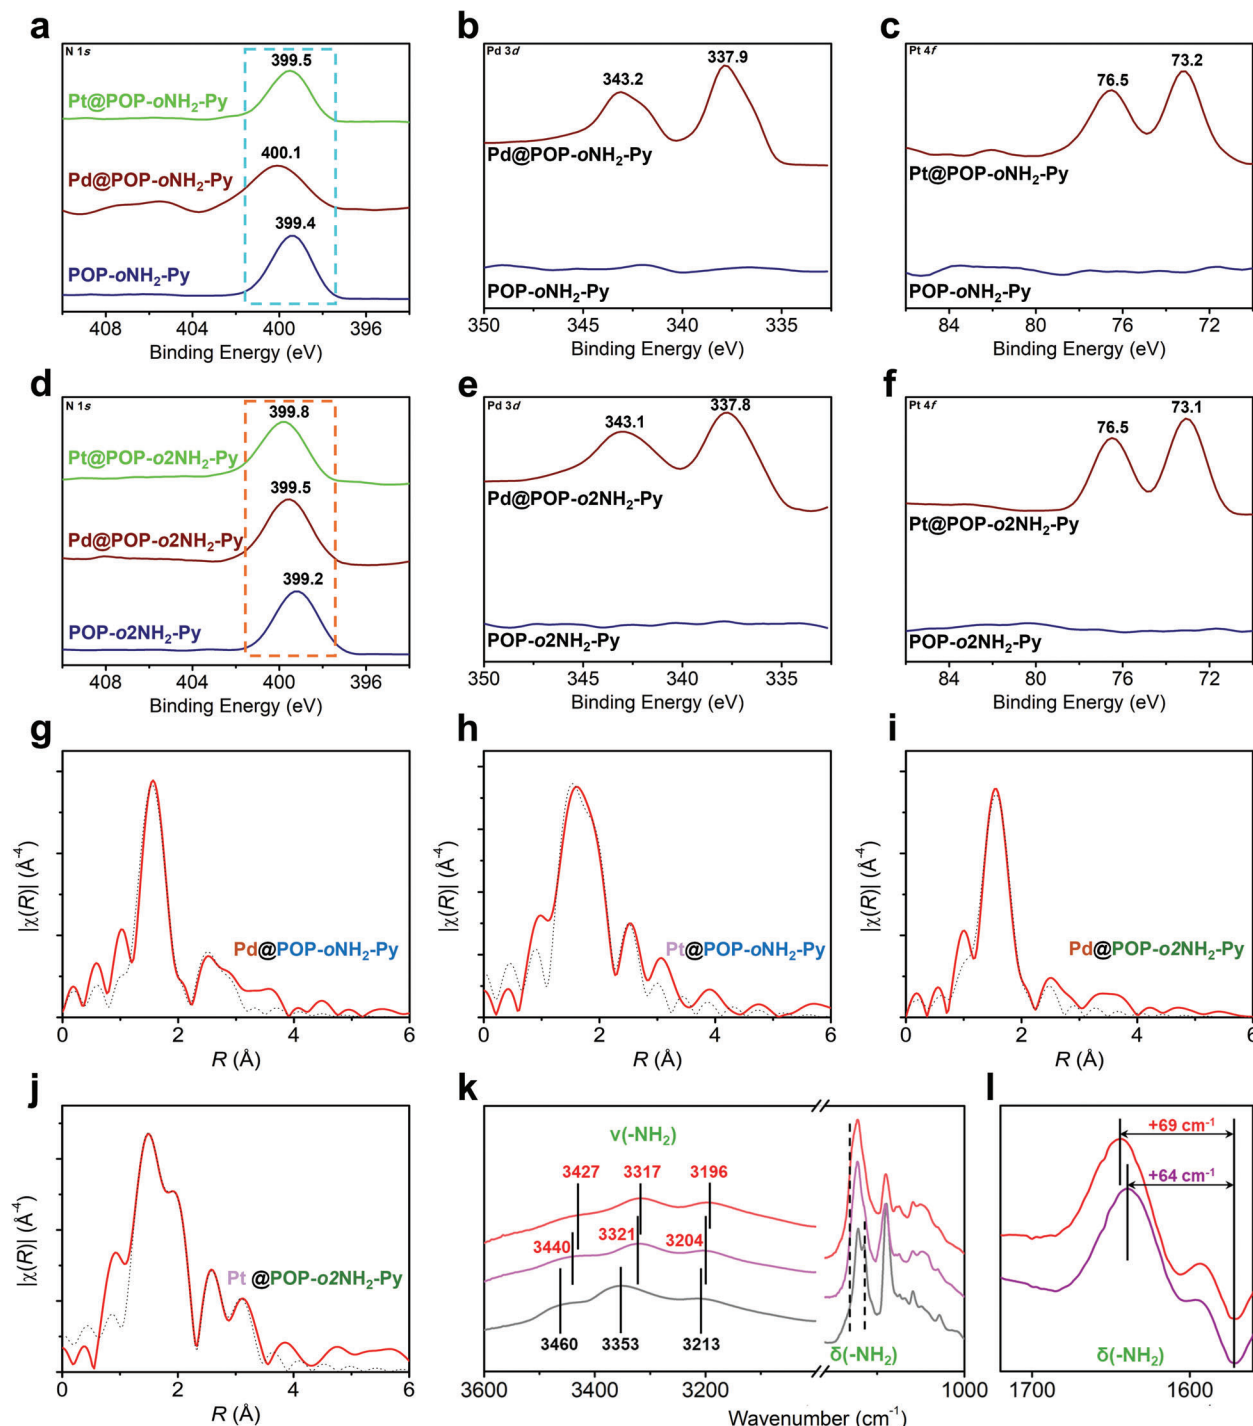 a
N 1s
399.5
Pt@POP-oNH2-Py
400.1
Pd@POP-oNH2-Py
399.4
POP-oNH2-Py
408 404 400 396
Binding Energy (eV)
b
Pd 3d
343.2
337.9
Pd@POP-oNH2-Py
POP-oNH2-Py
350 345 340 335
Binding Energy (eV)
c
Pt 4f
76.5
73.2
Pt@POP-oNH2-Py
POP-oNH2-Py
84 80 76 72
Binding Energy (eV)
d
N 1s
399.8
Pt@POP-o2NH2-Py
399.5
Pd@POP-o2NH2-Py
399.2
POP-o2NH2-Py
408 404 400 396
Binding Energy (eV)
e
Pd 3d
343.1
337.8
Pd@POP-o2NH2-Py
POP-o2NH2-Py
350 345 340 335
Binding Energy (eV)
f
Pt 4f
76.5
73.1
Pt@POP-o2NH2-Py
POP-o2NH2-Py
84 80 76 72
Binding Energy (eV)
g
|χ(R)| (Å-4)
Pd@POP-oNH2-Py
0 2 4 6
R (Å)
h
|χ(R)| (Å-4)
Pt@POP-oNH2-Py
0 2 4 6
R (Å)
i
|χ(R)| (Å-4)
Pd@POP-o2NH2-Py
0 2 4 6
R (Å)
j
|χ(R)| (Å-4)
Pt @POP-o2NH2-Py
0 2 4 6
R (Å)
k
ν(-NH2)
3427 3317 3196
3440 3321 3204
3460 3353 3213
δ(-NH2)
3600 3400 3200 1000
Wavenumber (cm-1)
l
+69 cm-1
+64 cm-1
δ(-NH2)
1700 1600